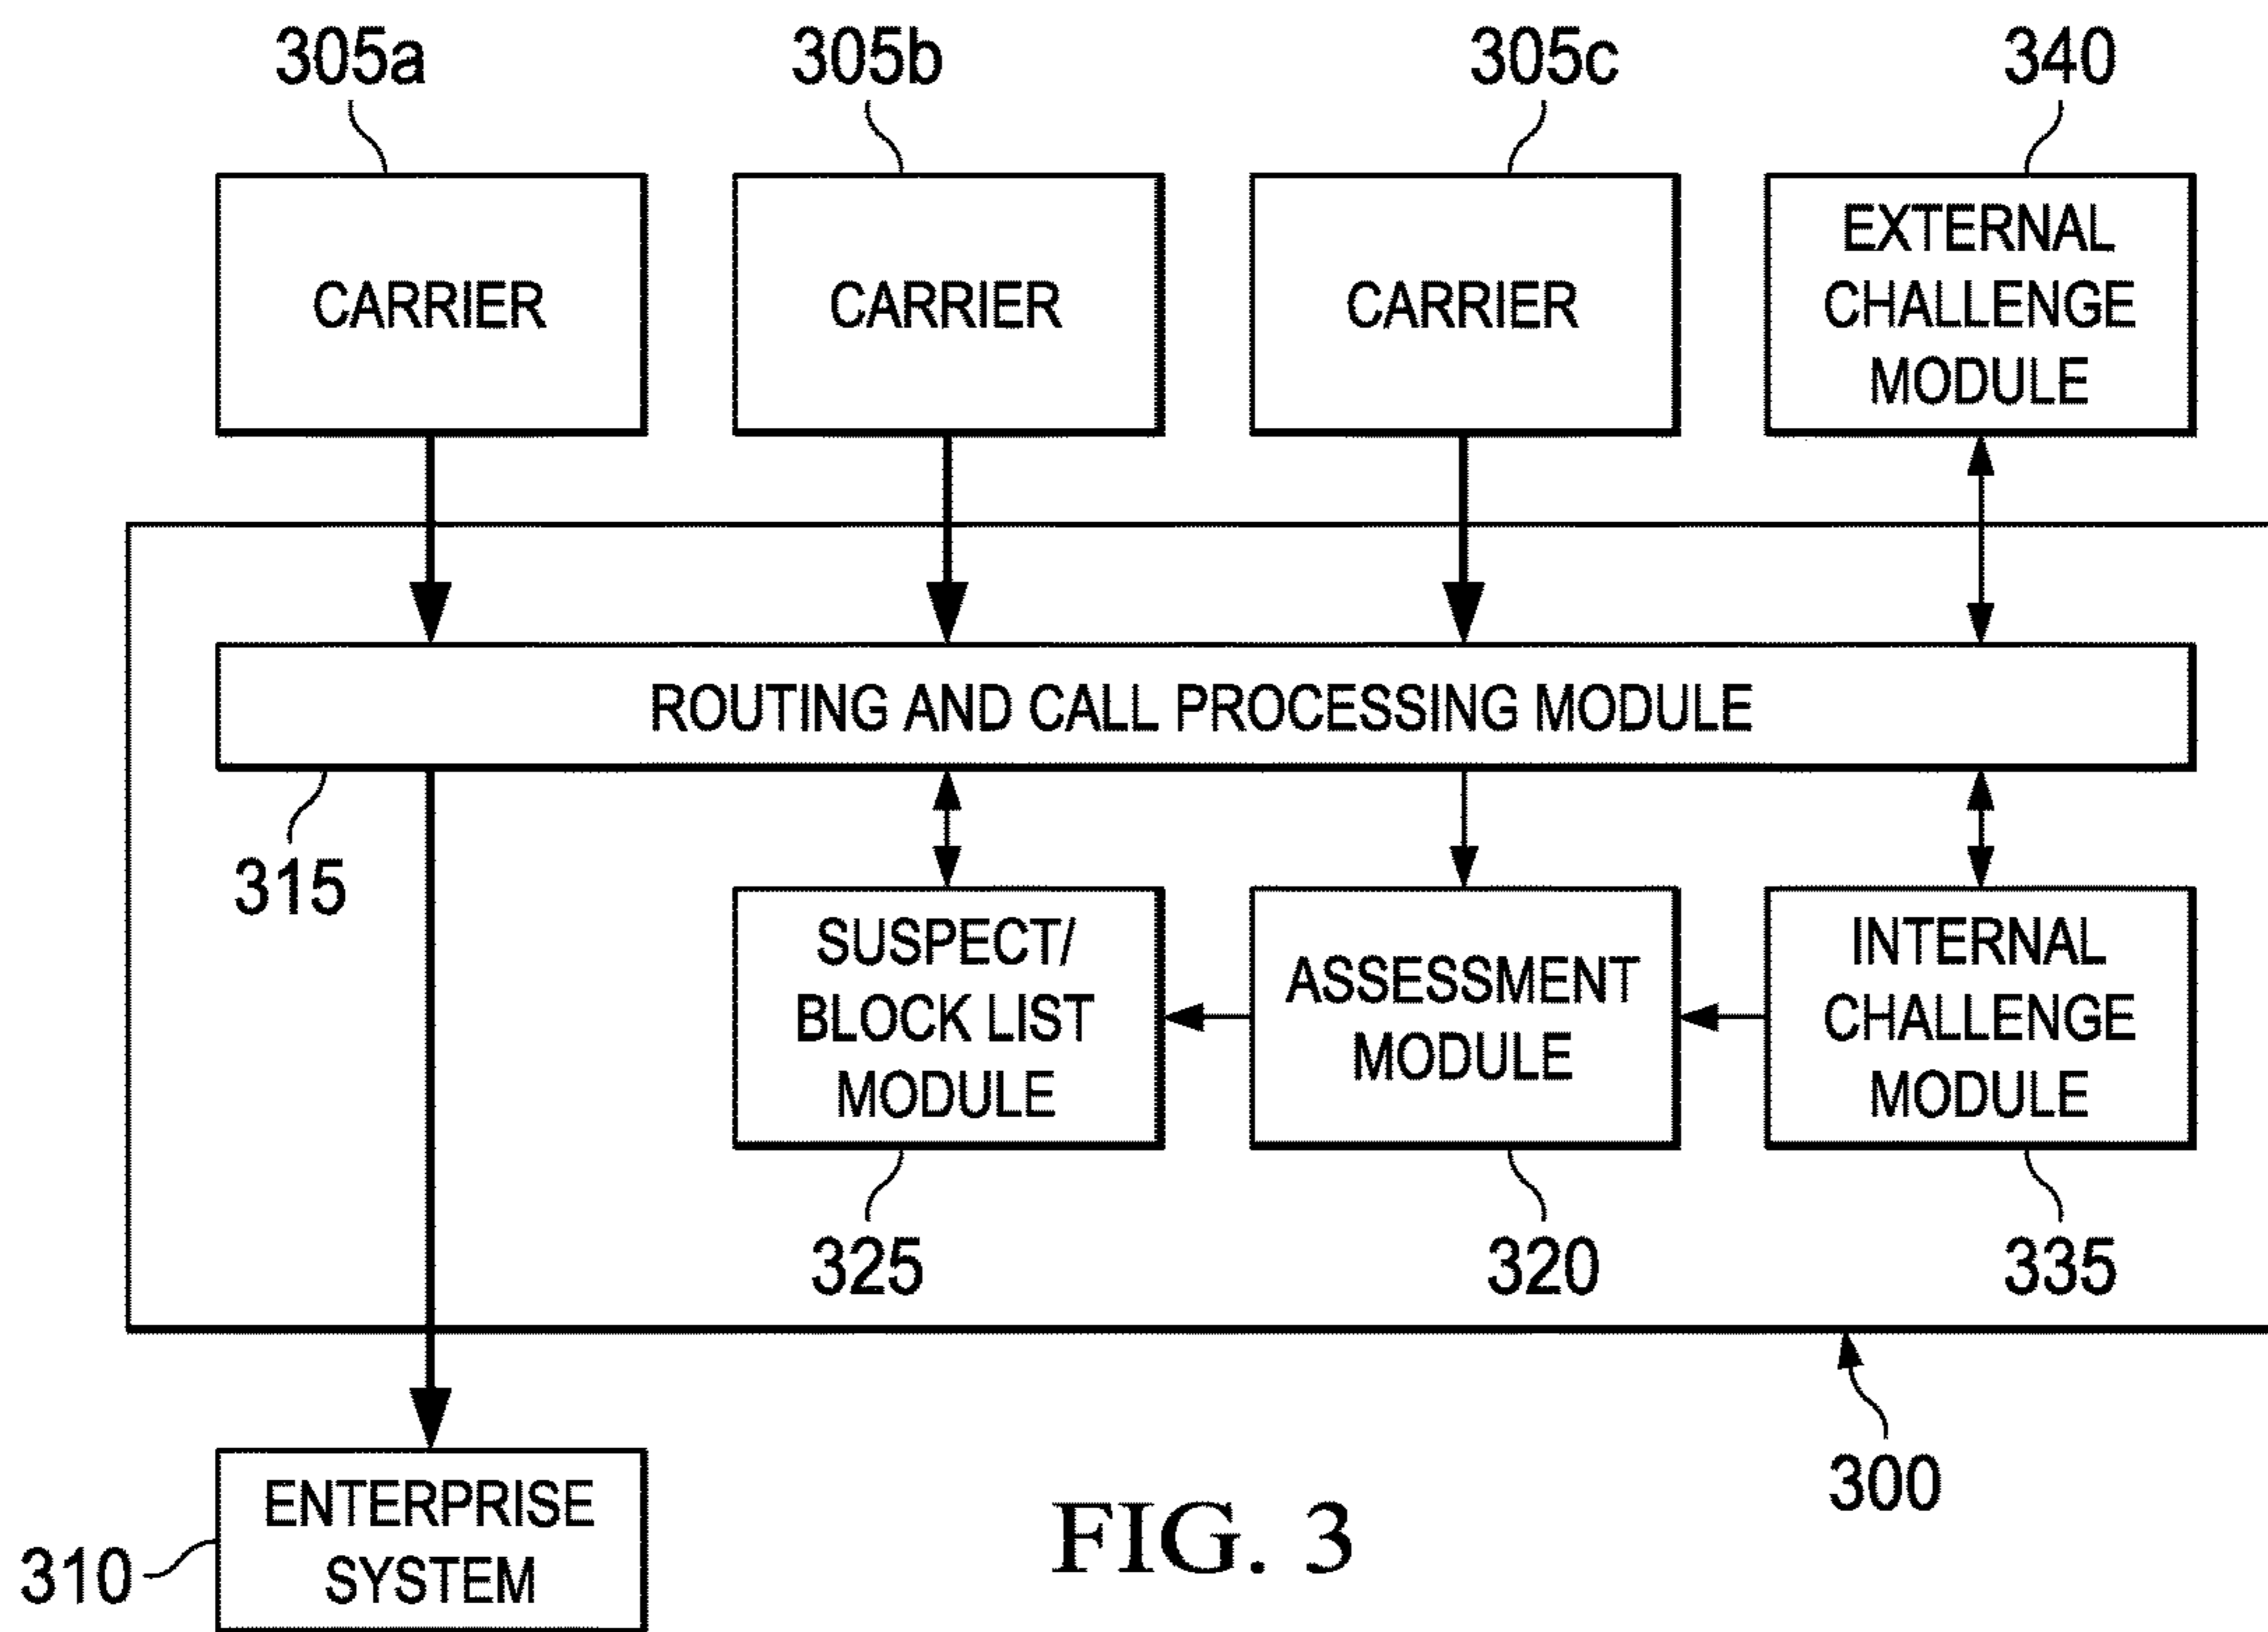 305a
305b
305c
340
CARRIER
CARRIER
CARRIER
EXTERNAL
CHALLENGE
MODULE
ROUTING AND CALL PROCESSING MODULE
315
SUSPECT/
BLOCK LIST
MODULE
ASSESSMENT
MODULE
INTERNAL
CHALLENGE
MODULE
325
320
335
300
ENTERPRISE
SYSTEM
310
FIG. 3